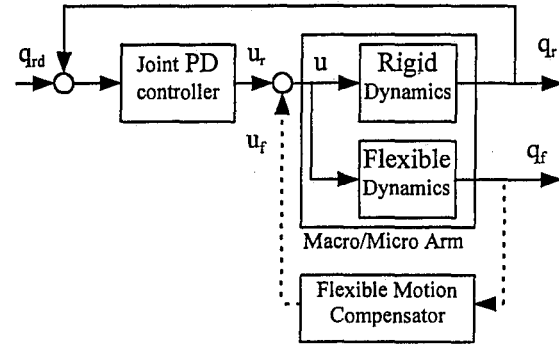 q_rd
Joint PD
controller
u_r
u
u_f
Rigid
Dynamics
q_r
Flexible
Dynamics
q_f
Macro/Micro Arm
Flexible Motion
Compensator